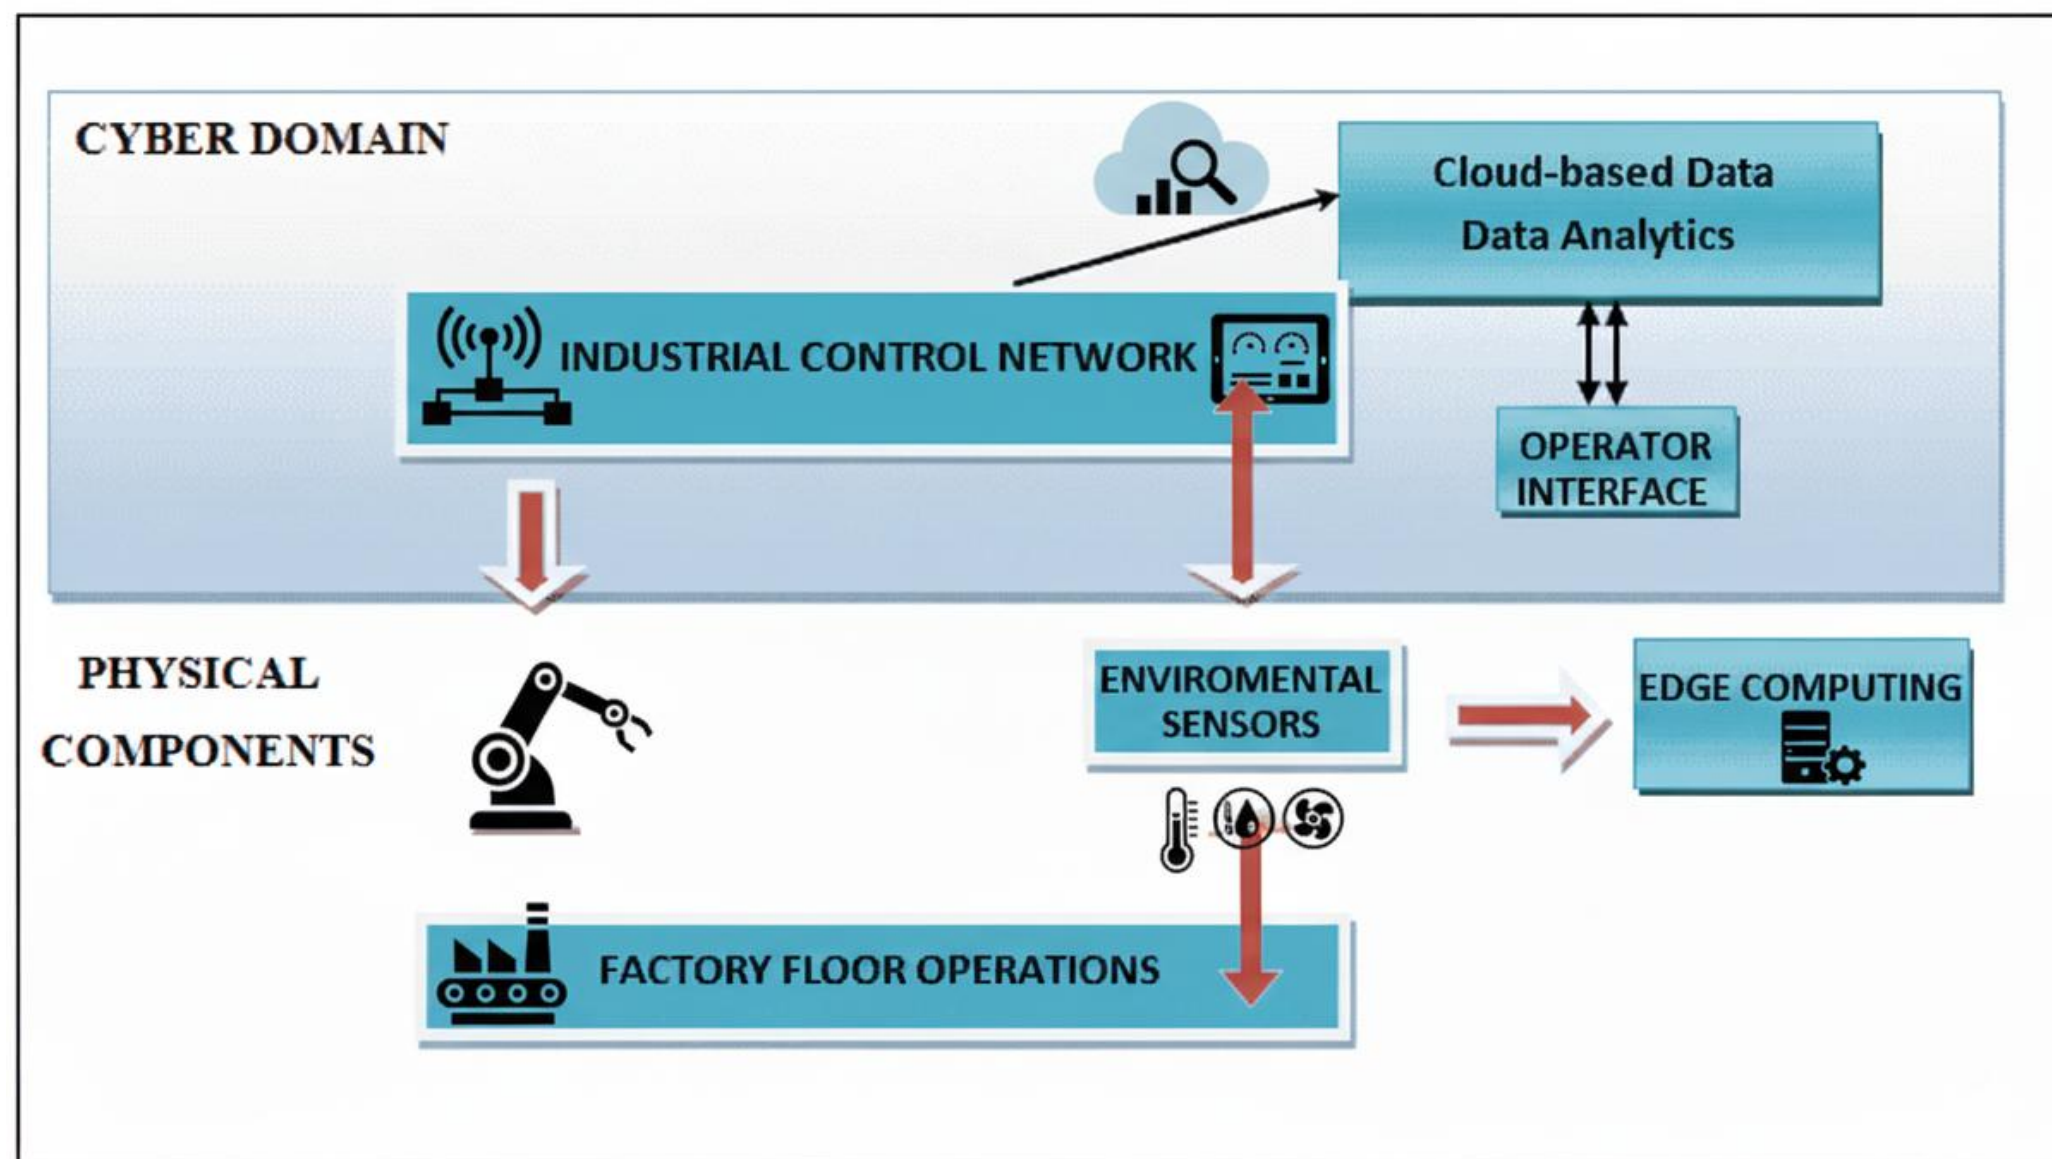 CYBER DOMAIN
Cloud-based Data
Data Analytics
INDUSTRIAL CONTROL NETWORK
OPERATOR
INTERFACE
PHYSICAL
COMPONENTS
ENVIROMENTAL
SENSORS
EDGE COMPUTING
FACTORY FLOOR OPERATIONS